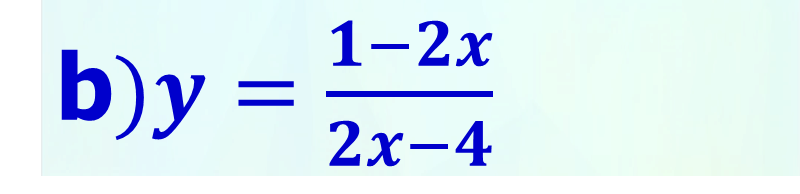 b) y = (1−2x)/(2x−4)